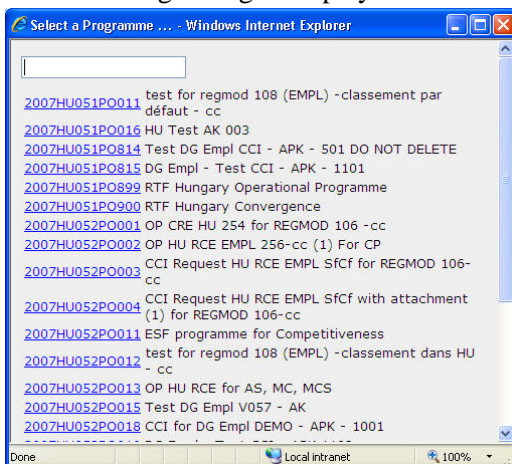 Select a Programme ... - Windows Internet Explorer
2007HU051PO011 test for regmod 108 (EMPL) -classement par
défaut - cc
2007HU051PO016 HU Test AK 003
2007HU051PO814 Test DG Empl CCI - APK - 501 DO NOT DELETE
2007HU051PO815 DG Empl - Test CCI - APK - 1101
2007HU051PO899 RTF Hungary Operational Programme
2007HU051PO900 RTF Hungary Convergence
2007HU052PO001 OP CRE HU 254 for REGMOD 106 -cc
2007HU052PO002 OP HU RCE EMPL 256-cc (1) For CP
2007HU052PO003 CCI Request HU RCE EMPL SfCf for REGMOD 106-
cc
2007HU052PO004 CCI Request HU RCE EMPL SfCf with attachment
(1) for REGMOD 106-cc
2007HU052PO011 ESF programme for Competitiveness
2007HU052PO012 test for regmod 108 (EMPL) -classement dans HU
- cc
2007HU052PO013 OP HU RCE for AS, MC, MCS
2007HU052PO015 Test DG Empl V057 - AK
2007HU052PO018 CCI for DG Empl DEMO - APK - 1001
Done Local intranet 100%